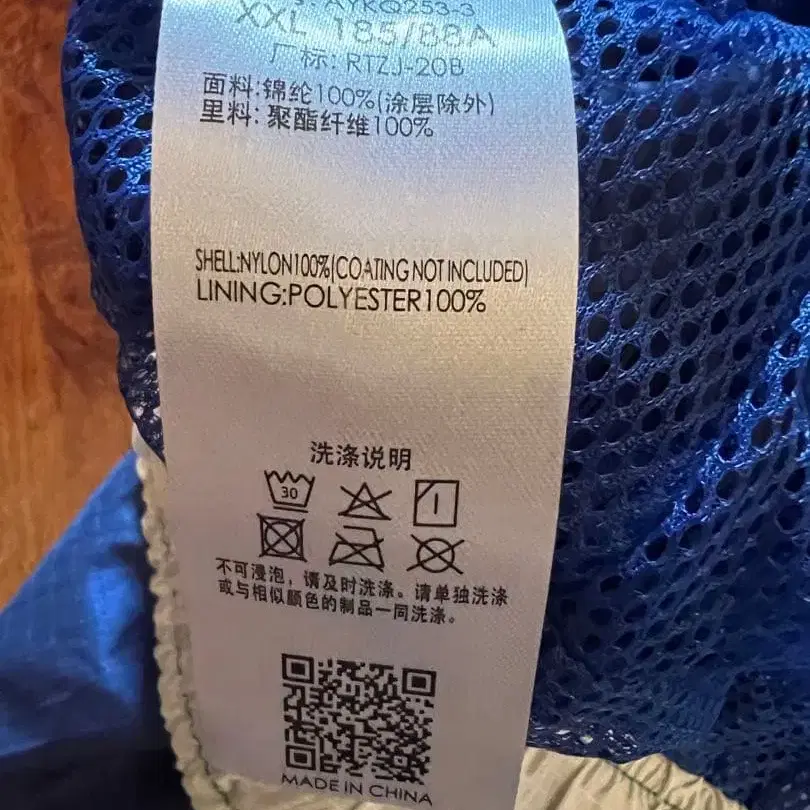 AYKQ253-3
XXL 185/88A
厂标: RTZJ-20B
面料:锦纶100%(涂层除外)
里料: 聚酯纤维100%
SHELL:NYLON100%(COATING NOT INCLUDED)
LINING:POLYESTER100%
洗涤说明
30
不可浸泡，请及时洗涤。请单独洗涤
或与相似颜色的制品一同洗涤。
MADE IN CHINA